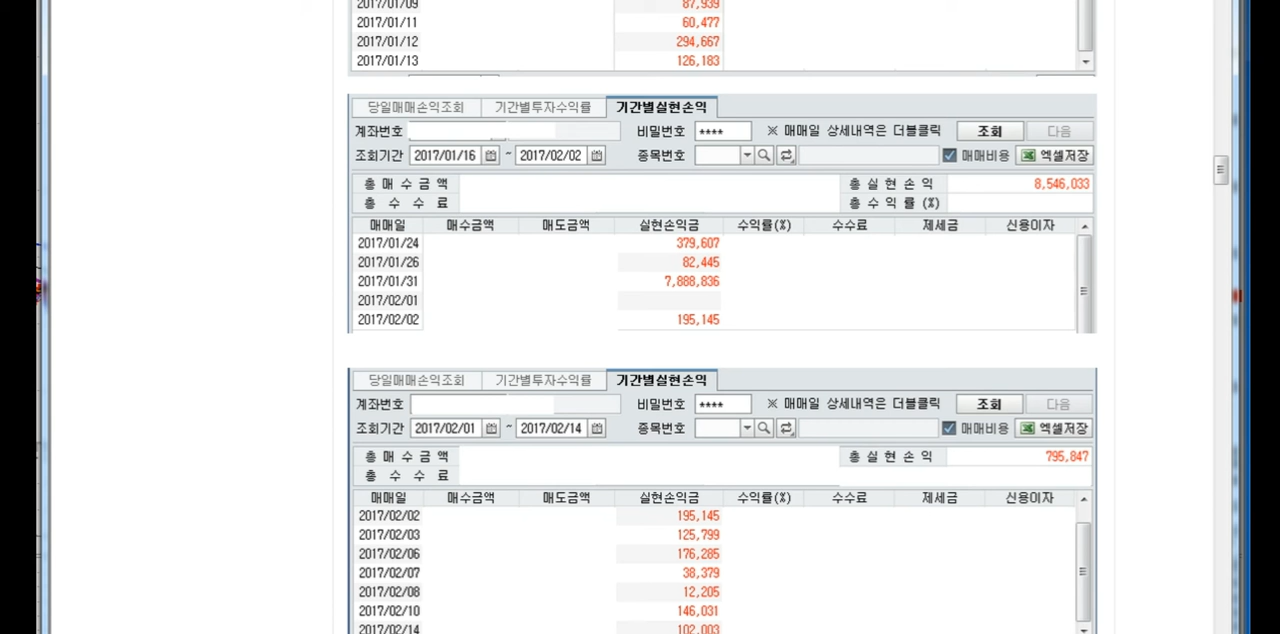 2017/01/09 87,939
2017/01/11 60,477
2017/01/12 294,667
2017/01/13 126,183
당일매매손익조회 기간별투자수익률 기간별실현손익
계좌번호 비밀번호 **** ※ 매매일 상세내역은 더블클릭 조회 다음
조회기간 2017/01/16 ~ 2017/02/02 종목번호 매매비용 엑셀저장
총 매 수 금 액 총 실 현 손 익 8,546,033
총 수 수 료 총 수 익 률 (%)
매매일 매수금액 매도금액 실현손익금 수익률(%) 수수료 제세금 신용이자
2017/01/24 379,607
2017/01/26 82,445
2017/01/31 7,888,836
2017/02/01
2017/02/02 195,145
당일매매손익조회 기간별투자수익률 기간별실현손익
계좌번호 비밀번호 **** ※ 매매일 상세내역은 더블클릭 조회 다음
조회기간 2017/02/01 ~ 2017/02/14 종목번호 매매비용 엑셀저장
총 매 수 금 액 총 실 현 손 익 795,847
총 수 수 료
매매일 매수금액 매도금액 실현손익금 수익률(%) 수수료 제세금 신용이자
2017/02/02 195,145
2017/02/03 125,799
2017/02/06 176,285
2017/02/07 38,379
2017/02/08 12,205
2017/02/10 146,031
2017/02/14 102,003